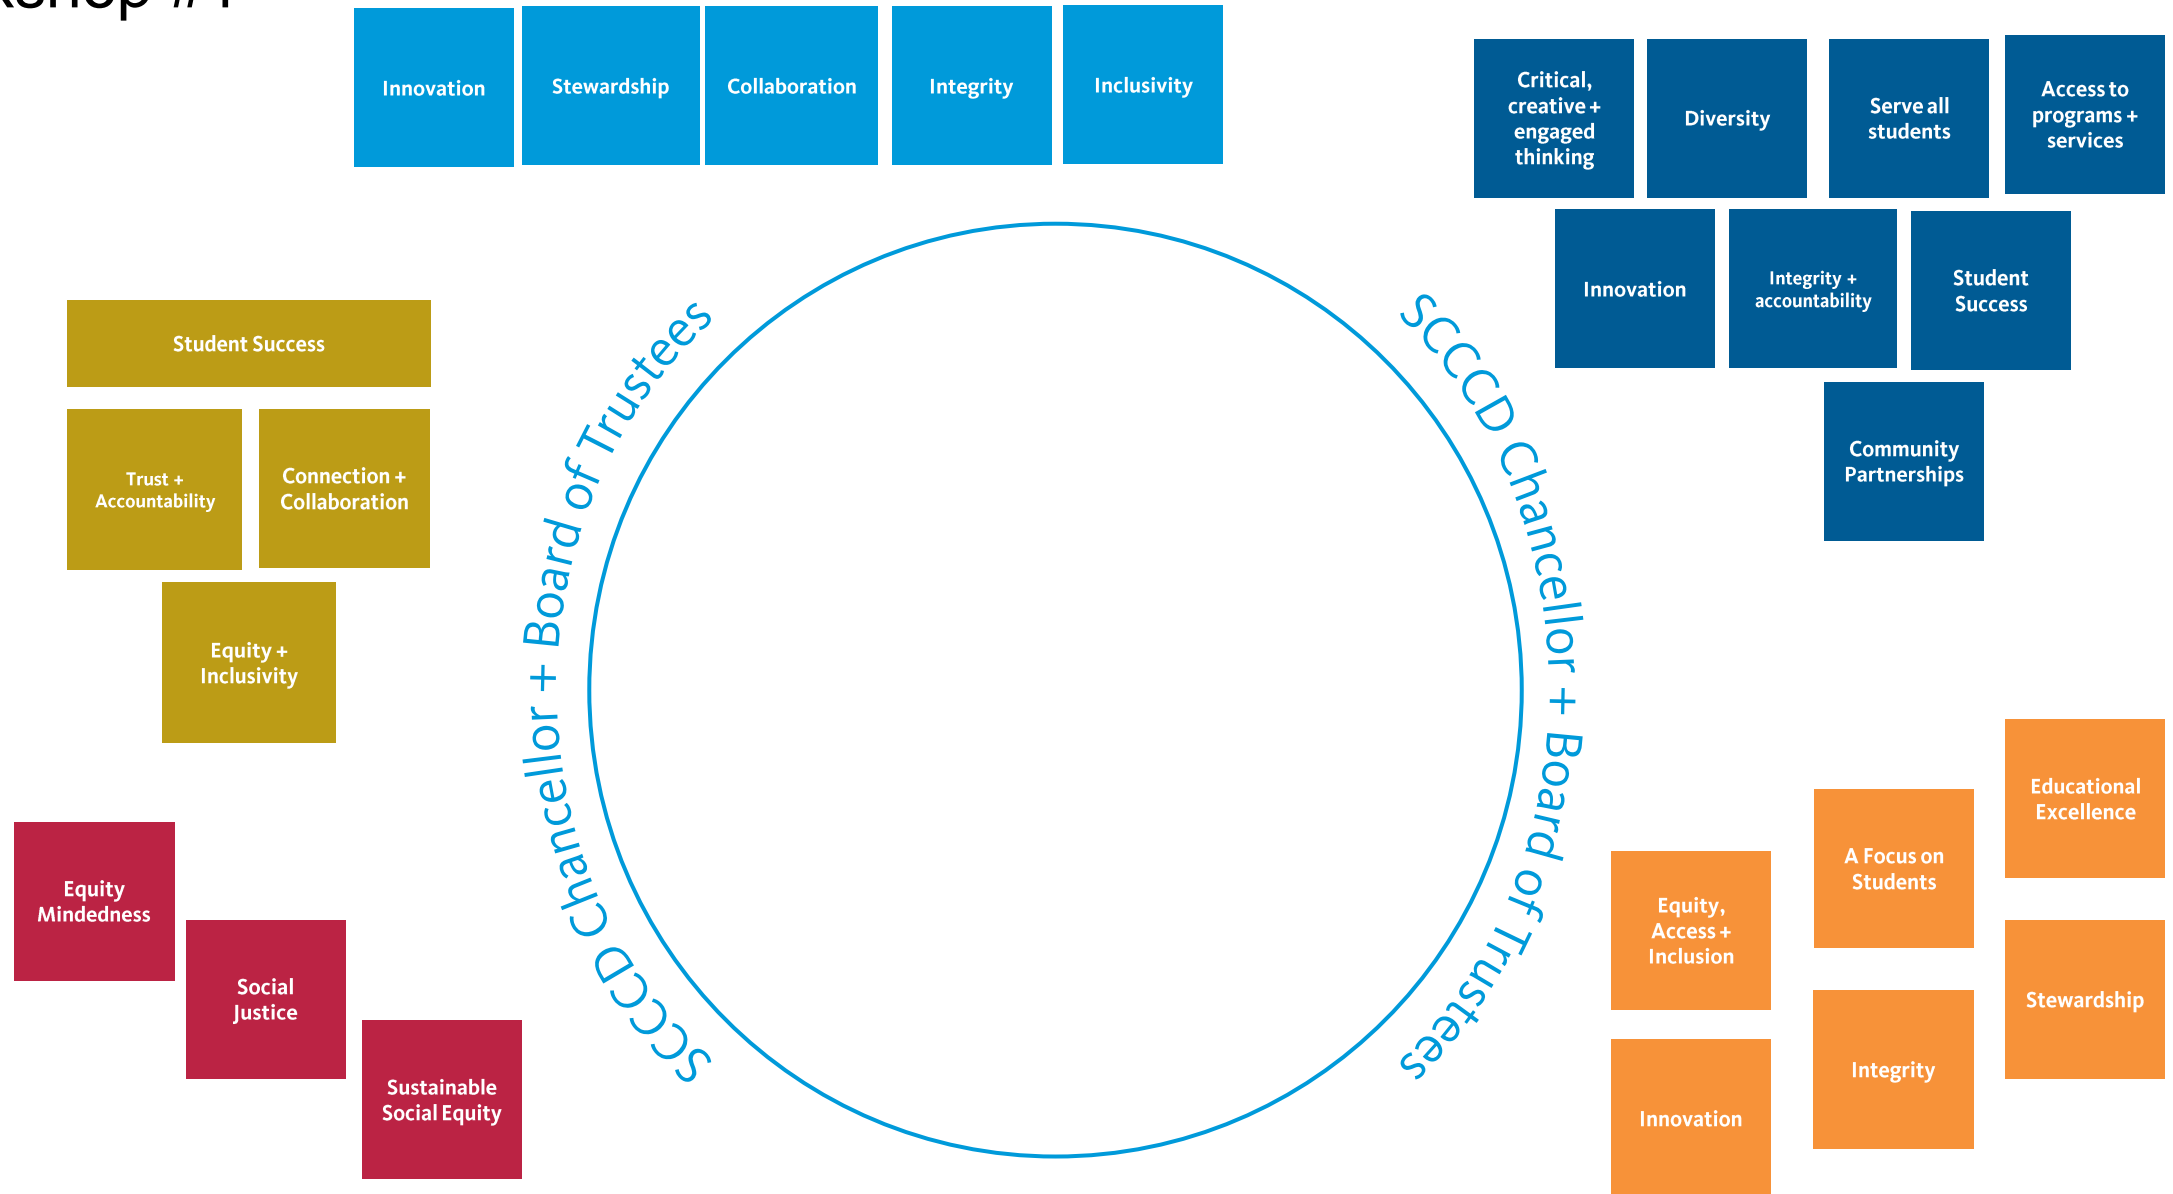 Innovation
Stewardship
Collaboration
Integrity
Inclusivity
Critical,
creative +
engaged
thinking
Diversity
Serve all
students
Access to
programs +
services
Innovation
Integrity +
accountability
Student
Success
Community
Partnerships
Student Success
Trust +
Accountability
Connection +
Collaboration
Equity +
Inclusivity
SCCCD Chancellor + Board of Trustees
SCCCD Chancellor + Board of Trustees
Equity
Mindedness
Social
Justice
Sustainable
Social Equity
Educational
Excellence
A Focus on
Students
Equity,
Access +
Inclusion
Stewardship
Integrity
Innovation